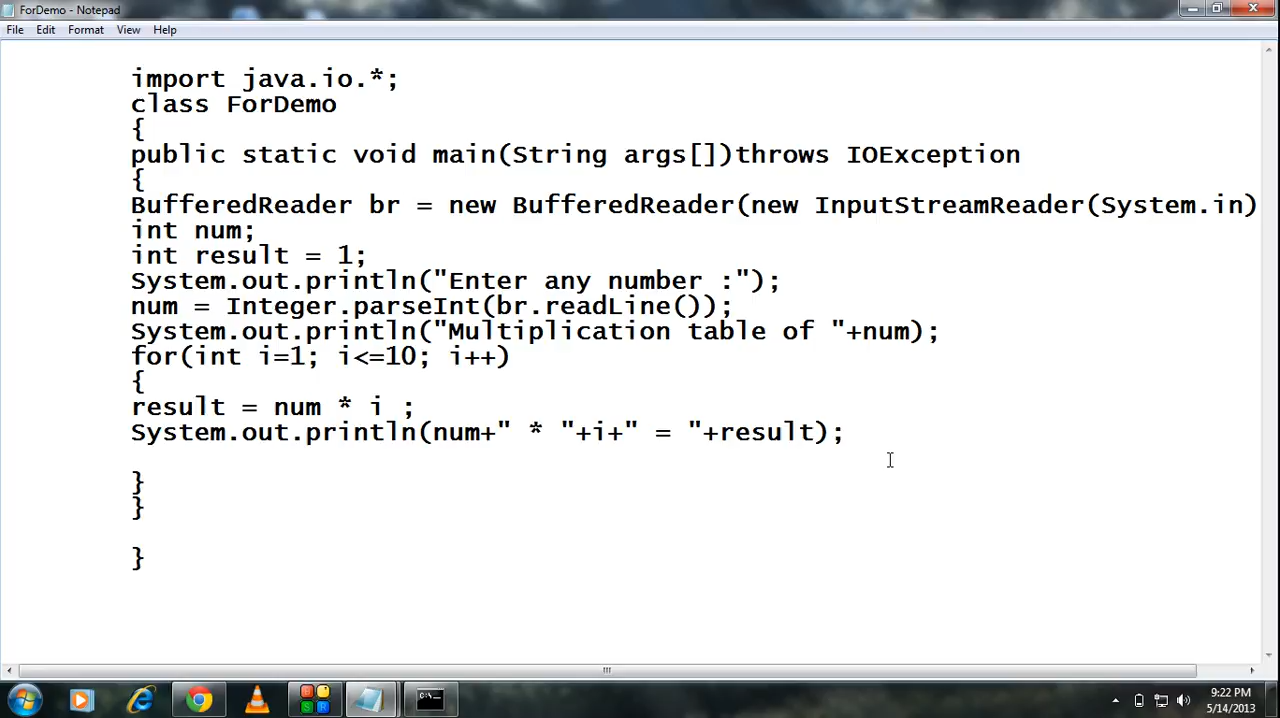 ForDemo - Notepad
File Edit Format View Help
import java.io.*;
class ForDemo
{
public static void main(String args[])throws IOException
{
BufferedReader br = new BufferedReader(new InputStreamReader(System.in)
int num;
int result = 1;
System.out.println("Enter any number :");
num = Integer.parseInt(br.readLine());
System.out.println("Multiplication table of "+num);
for(int i=1; i<=10; i++)
{
result = num * i ;
System.out.println(num+" * "+i+" = "+result);
}
}
}
9:22 PM
5/14/2013